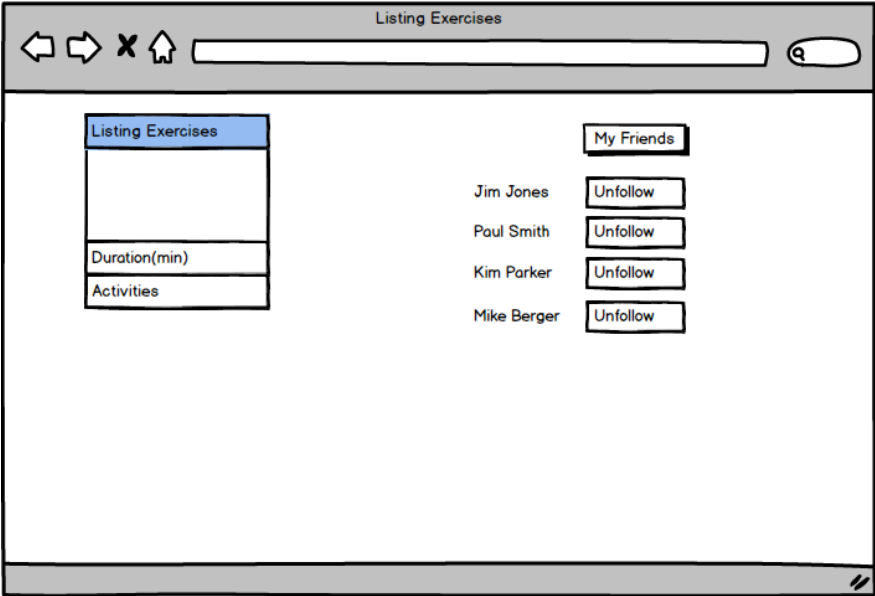 Listing Exercises
Listing Exercises
Duration(min)
Activities
My Friends
Jim Jones Unfollow
Paul Smith Unfollow
Kim Parker Unfollow
Mike Berger Unfollow